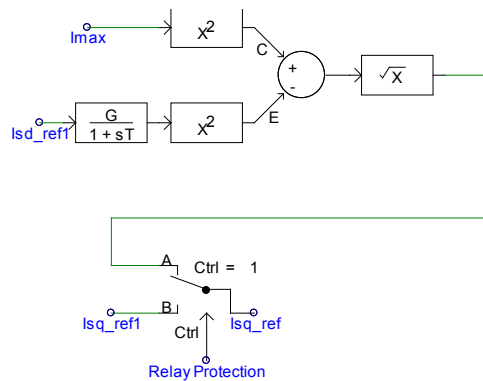 Imax
X2
C
+
-
√X
Isd_ref1
G
1 + sT
X2
E
A
Ctrl = 1
B
Isq_ref1
Ctrl
Isq_ref
Relay Protection